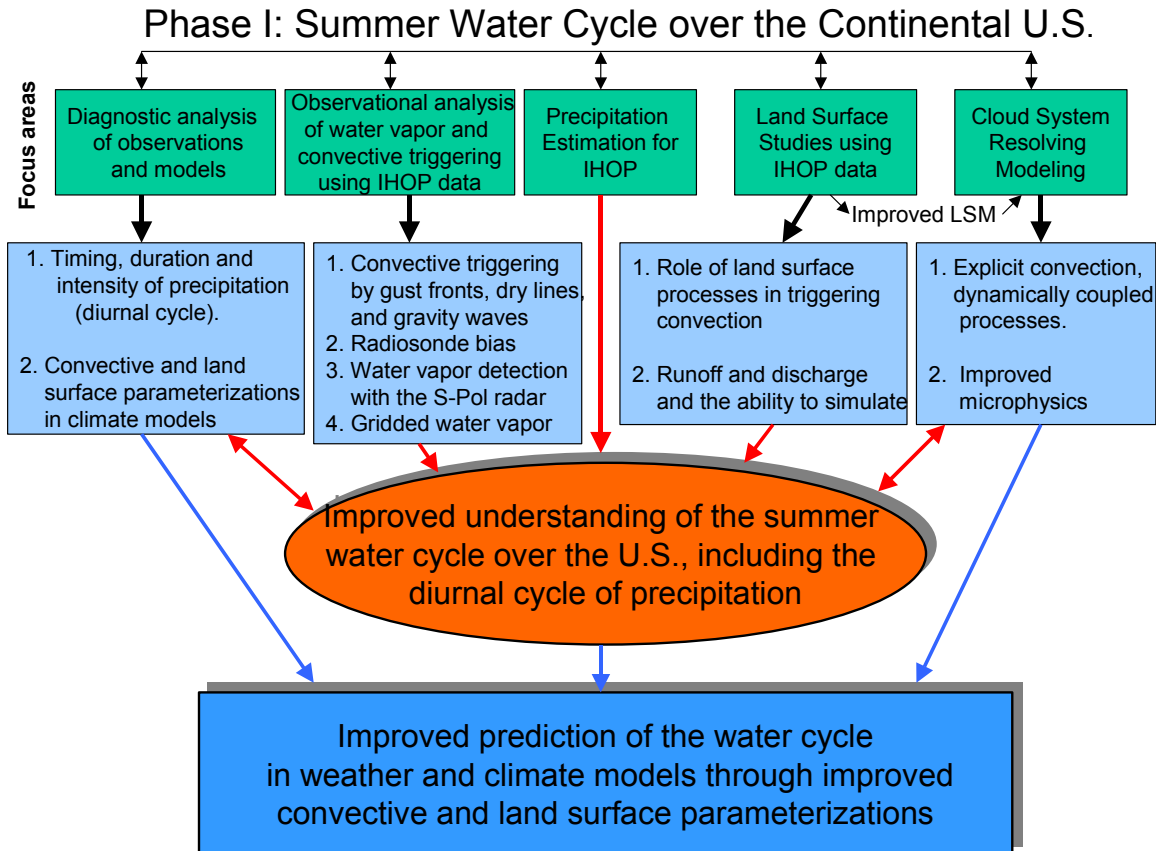 Phase I: Summer Water Cycle over the Continental U.S.
Focus areas
Diagnostic analysis
of observations
and models
Observational analysis
of water vapor and
convective triggering
using IHOP data
Precipitation
Estimation for
IHOP
Land Surface
Studies using
IHOP data
Cloud System
Resolving
Modeling
Improved LSM
1. Timing, duration and
intensity of precipitation
(diurnal cycle).
2. Convective and land
surface parameterizations
in climate models
1. Convective triggering
by gust fronts, dry lines,
and gravity waves
2. Radiosonde bias
3. Water vapor detection
with the S-Pol radar
4. Gridded water vapor
1. Role of land surface
processes in triggering
convection
2. Runoff and discharge
and the ability to simulate
1. Explicit convection,
dynamically coupled
processes.
2. Improved
microphysics
Improved understanding of the summer
water cycle over the U.S., including the
diurnal cycle of precipitation
Improved prediction of the water cycle
in weather and climate models through improved
convective and land surface parameterizations